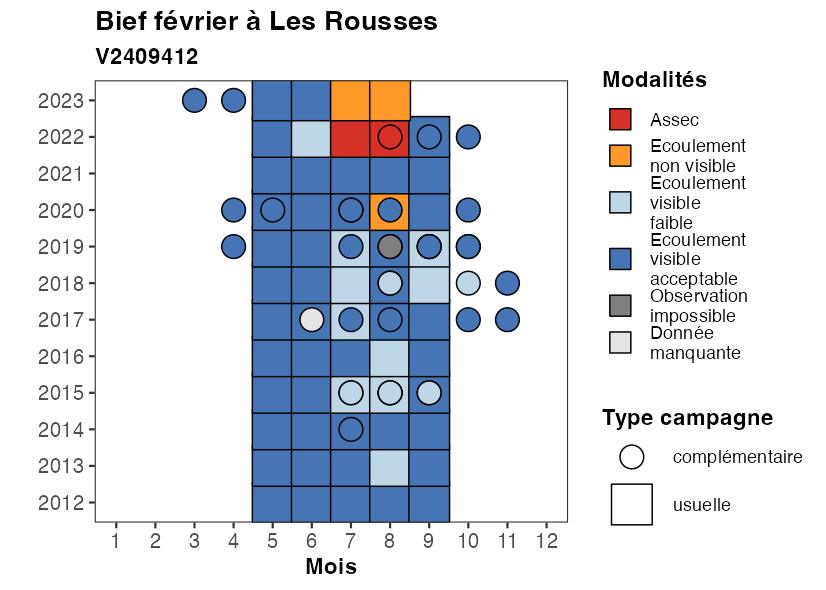 Bief février à Les Rousses
V2409412
2023
2022
2021
2020
2019
2018
2017
2016
2015
2014
2013
2012
1 2 3 4 5 6 7 8 9 10 11 12
Mois
Modalités
Assec
Ecoulement
non visible
Ecoulement
visible
faible
Ecoulement
visible
acceptable
Observation
impossible
Donnée
manquante
Type campagne
complémentaire
usuelle